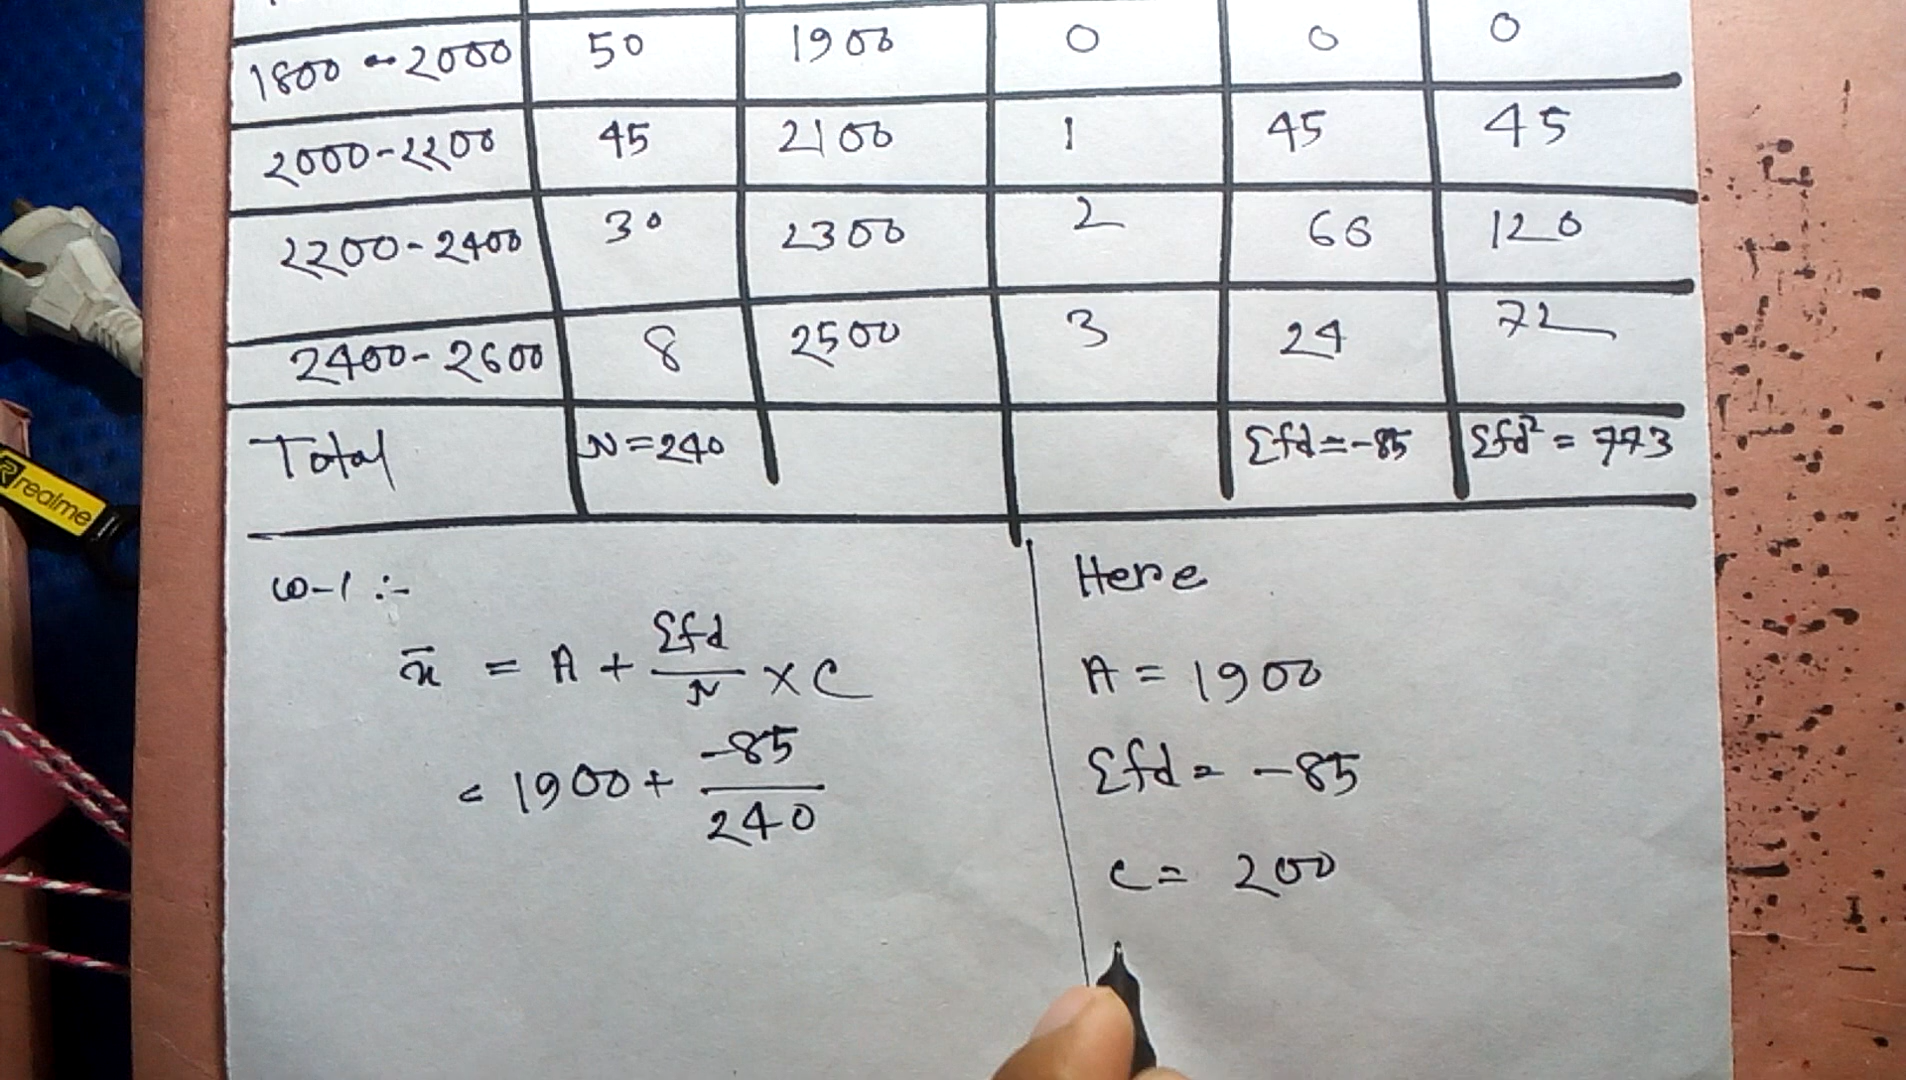 1800-2000 50 1900 0 0 0
2000-2200 45 2100 1 45 45
2200-2400 30 2300 2 60 120
2400-2600 8 2500 3 24 72
Total N=240 Σfd=-85 Σfd² = 773
Here
x̄ = A + Σfd/N × C
A = 1900
= 1900 + -85/240
Σfd = -85
C = 200
realme